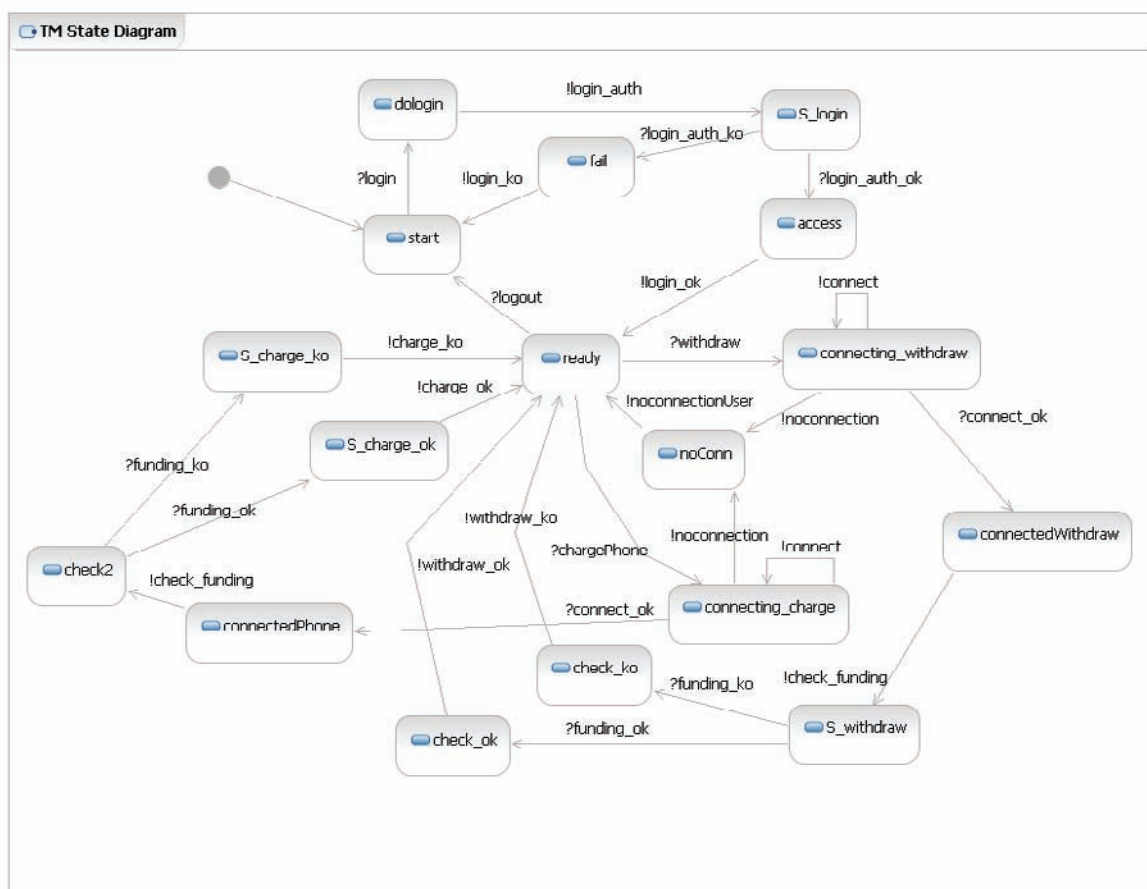 TM State Diagram
dologin
!login_auth
S_login
?login_auth_ko
fail
?login
!login_ko
?login_auth_ok
start
access
?logout
!login_ok
!connect
S_charge_ko
!charge_ko
ready
?withdraw
connecting_withdraw
!charge_ok
!noconnectionUser
!noconnection
?connect_ok
S_charge_ok
noConn
?funding_ko
?funding_ok
!withdraw_ko
!noconnection
!connect
connectedWithdraw
?chargePhone
!withdraw_ok
check2
!check_funding
connecting_charge
?connect_ok
connectedPhone
check_ko
?funding_ko
!check_funding
S_withdraw
?funding_ok
check_ok